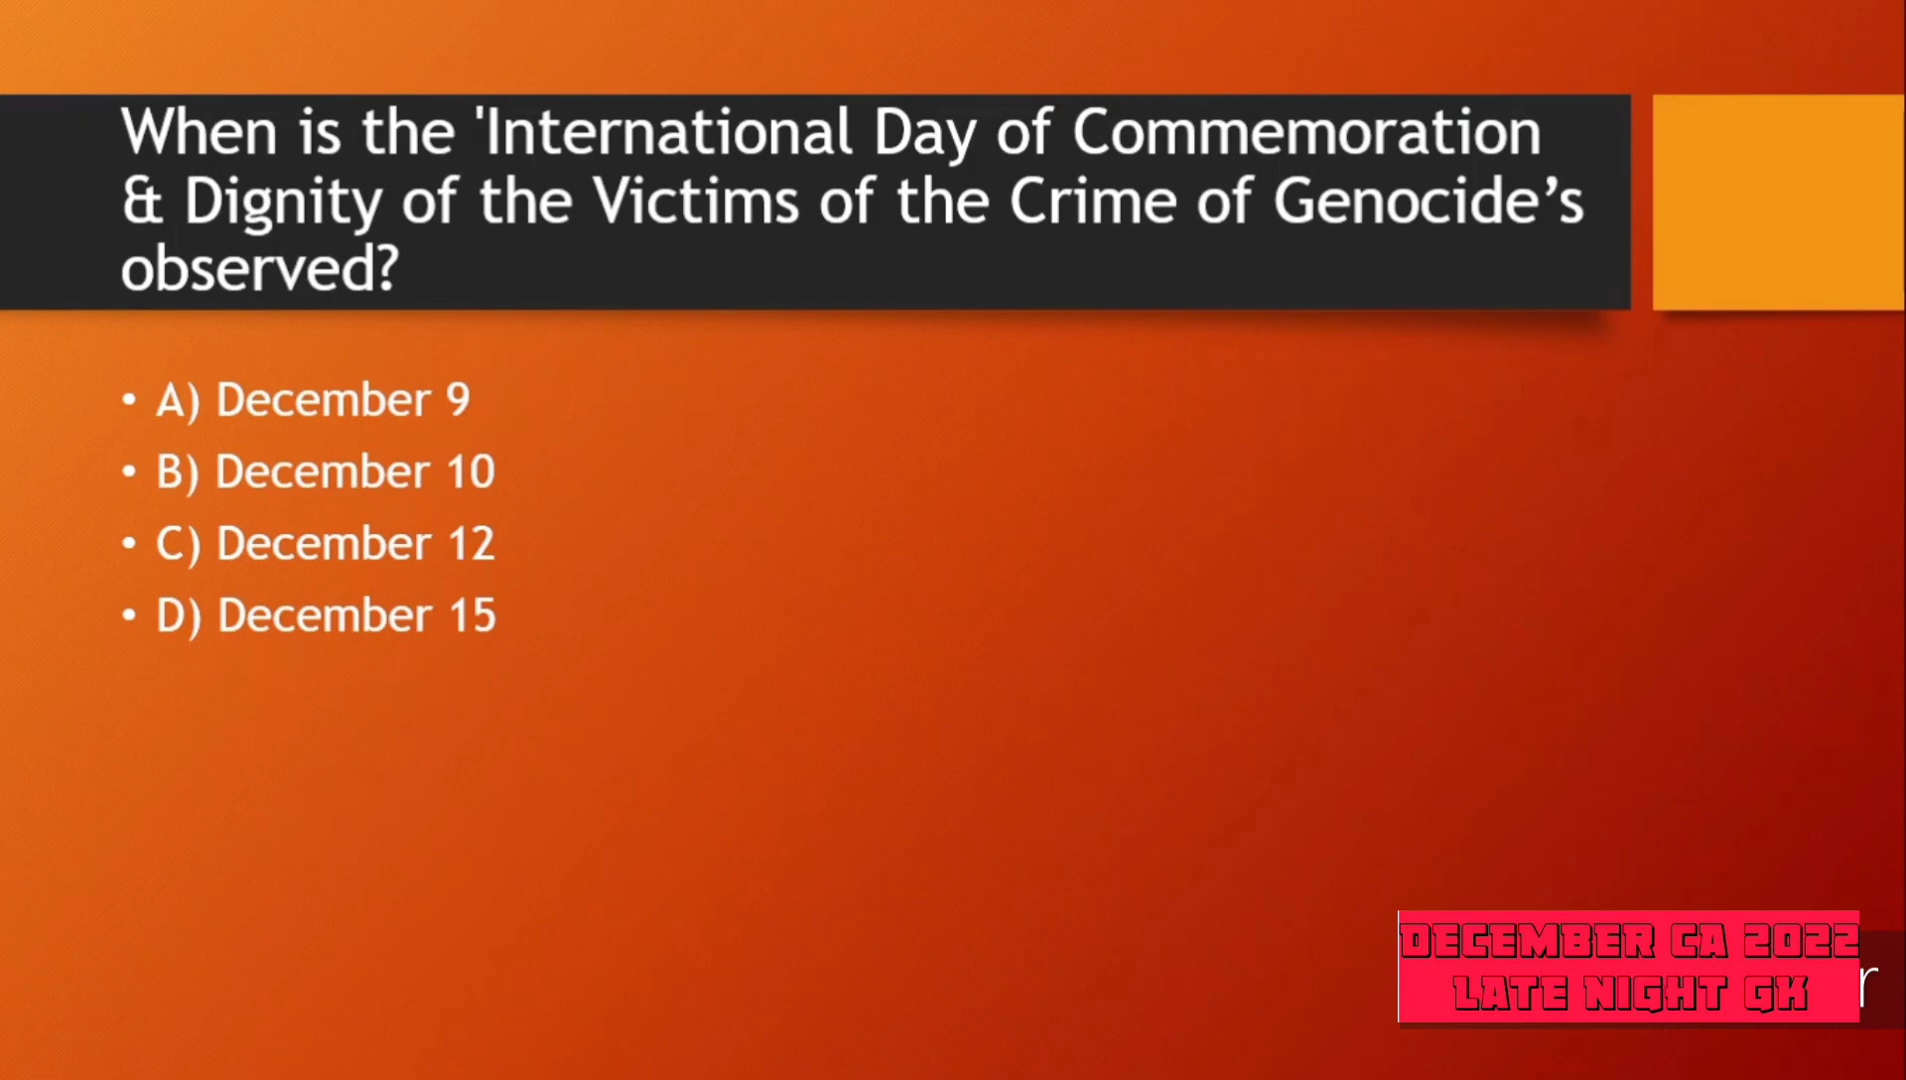 When is the 'International Day of Commemoration
& Dignity of the Victims of the Crime of Genocide’s
observed?
• A) December 9
• B) December 10
• C) December 12
• D) December 15
DECEMBER CA 2022
LATE NIGHT GK